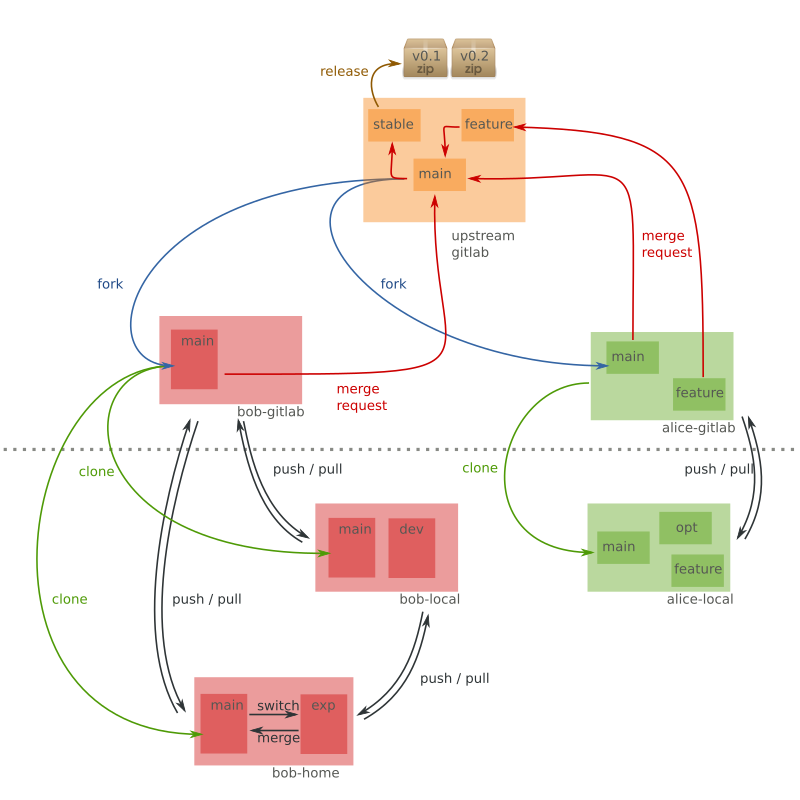 v0.1
zip
v0.2
zip
release
stable
feature
main
upstream
gitlab
merge
request
fork
fork
main
bob-gitlab
merge
request
main
feature
alice-gitlab
clone
push / pull
clone
push / pull
main
dev
bob-local
opt
main
feature
alice-local
clone
push / pull
push / pull
main
switch
exp
merge
bob-home